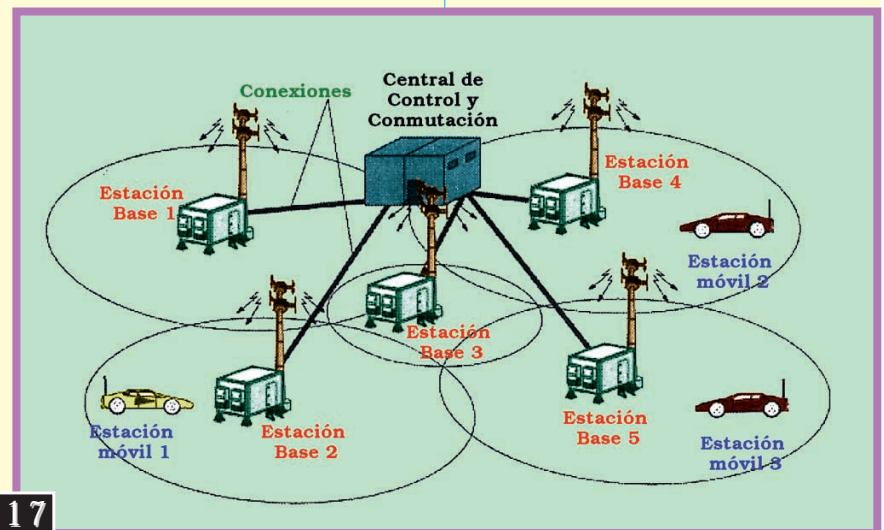 Conexiones
Central de
Control y
Conmutación
Estación
Base 1
Estación
Base 4
Estación
móvil 2
Estación
Base 3
Estación
móvil 1
Estación
Base 2
Estación
Base 5
Estación
móvil 3
17